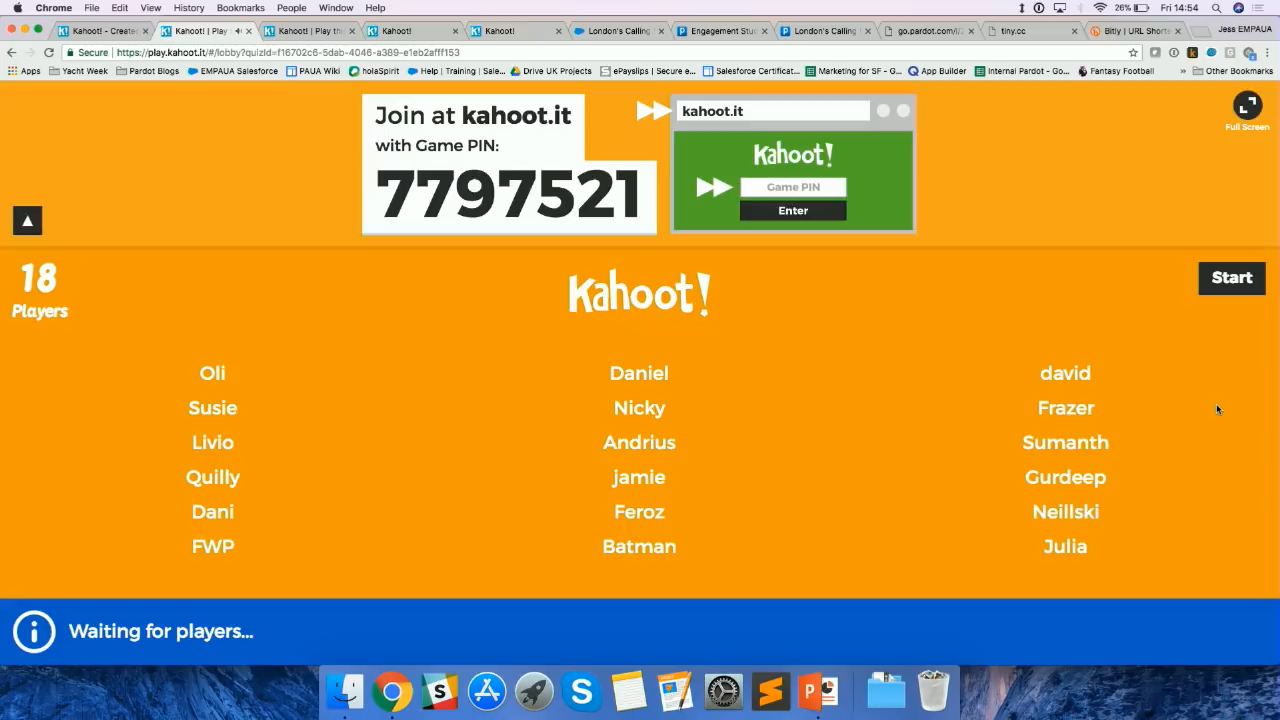 Chrome File Edit View History Bookmarks People Window Help 26% Fri 14:54
Kahoot! - Create
Kahoot! | Play
Kahoot! | Play th
Kahoot!
Kahoot!
London's Calling
Engagement Stu
London's Calling
go.pardot.com/l/
tiny.cc
Bitly | URL Shorte
Jess EMPAUA
Secure https://play.kahoot.it/#/lobby?quizId=f16702c6-5dab-4046-a389-e1eb2afff153
Apps Yacht Week Pardot Blogs EMPAUA Salesforce PAUA Wiki holaSpirit Help | Training | Sale... Drive UK Projects ePayslips | Secure e... Salesforce Certificat... Marketing for SF - G... App Builder Internal Pardot - Go... Fantasy Football Other Bookmarks
Join at kahoot.it
with Game PIN:
7797521
kahoot.it
Kahoot!
Game PIN
Enter
Full Screen
18
Players
Kahoot!
Start
Oli Daniel david
Susie Nicky Frazer
Livio Andrius Sumanth
Quilly jamie Gurdeep
Dani Feroz Neillski
FWP Batman Julia
Waiting for players...